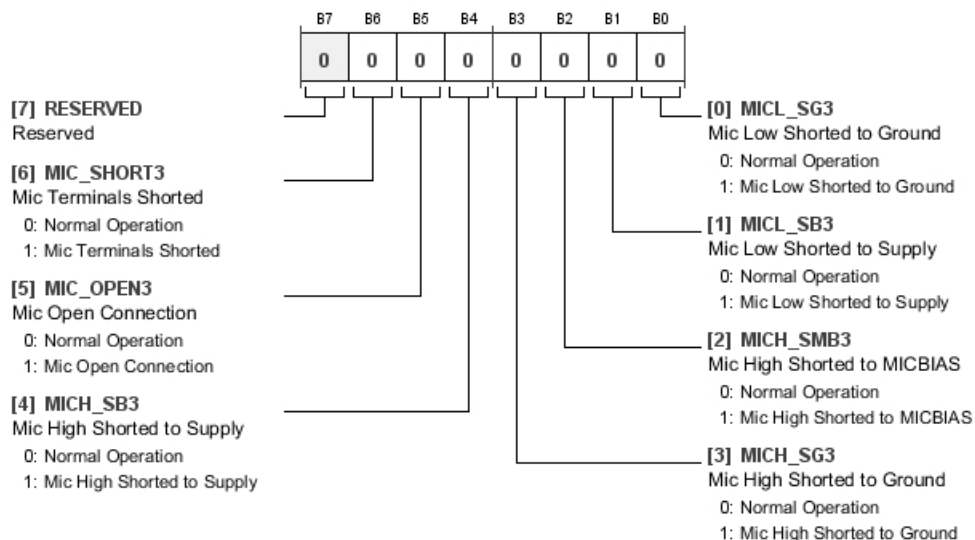 B7 B6 B5 B4 B3 B2 B1 B0
0 0 0 0 0 0 0 0
[7] RESERVED
Reserved
[6] MIC_SHORT3
Mic Terminals Shorted
0: Normal Operation
1: Mic Terminals Shorted
[5] MIC_OPEN3
Mic Open Connection
0: Normal Operation
1: Mic Open Connection
[4] MICH_SB3
Mic High Shorted to Supply
0: Normal Operation
1: Mic High Shorted to Supply
[0] MICL_SG3
Mic Low Shorted to Ground
0: Normal Operation
1: Mic Low Shorted to Ground
[1] MICL_SB3
Mic Low Shorted to Supply
0: Normal Operation
1: Mic Low Shorted to Supply
[2] MICH_SMB3
Mic High Shorted to MICBIAS
0: Normal Operation
1: Mic High Shorted to MICBIAS
[3] MICH_SG3
Mic High Shorted to Ground
0: Normal Operation
1: Mic High Shorted to Ground